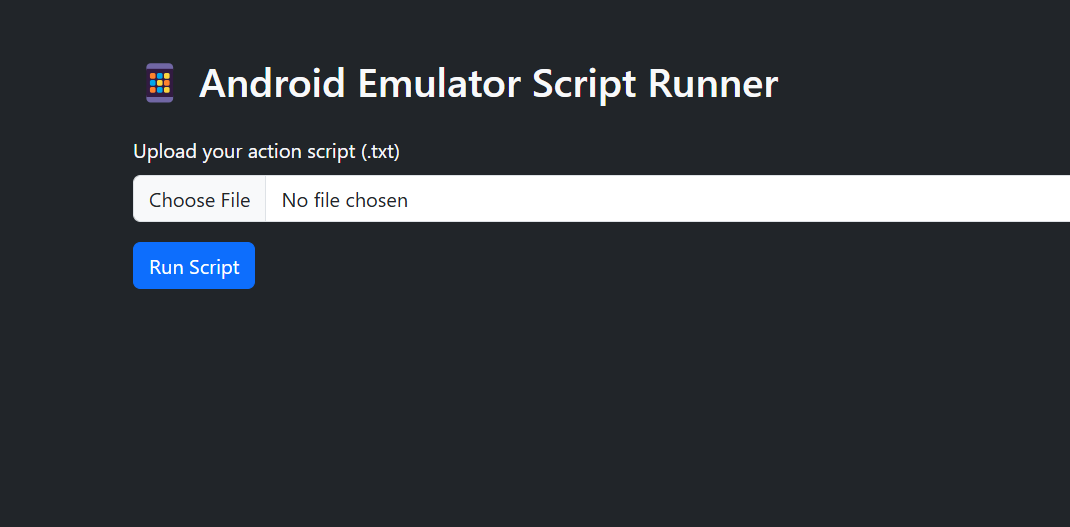 Android Emulator Script Runner
Upload your action script (.txt)
Choose File No file chosen
Run Script